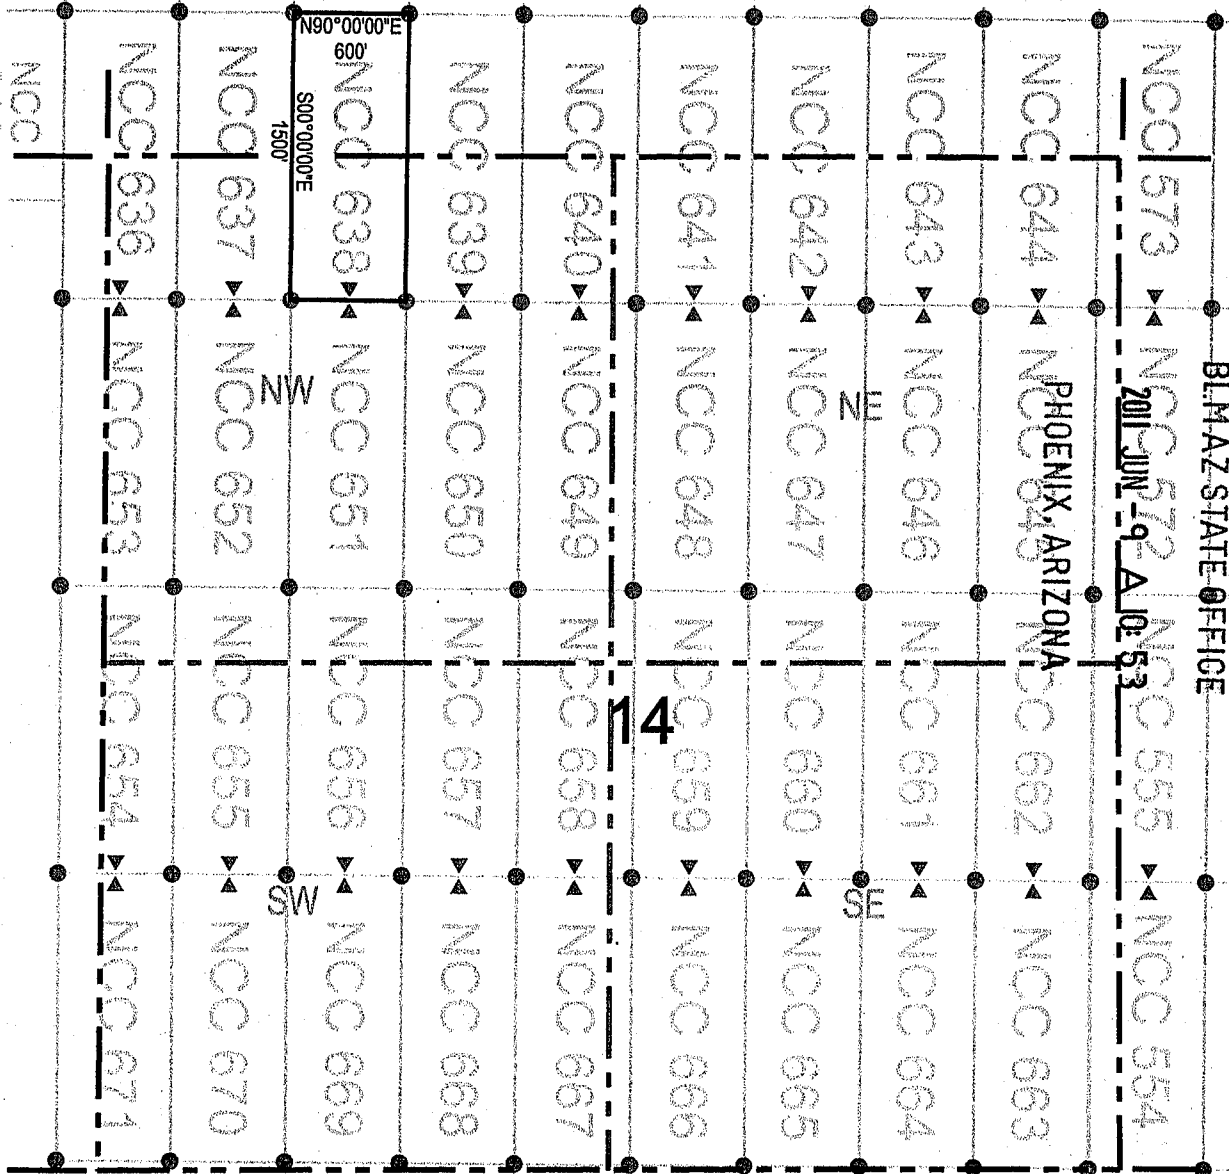 N90°00'00"E
600'
S00°00'00"E
1500'
NCC
NCC 636
NCC 637
NCC 638
NCC 639
NCC 640
NCC 641
NCC 642
NCC 643
NCC 644
NCC 573
NW
NE
NCC 653
NCC 652
NCC 651
NCC 650
NCC 649
NCC 648
NCC 647
NCC 646
NCC 645
NCC 572
BLM AZ STATE OFFICE
2011 JUN -9 A 10: 53
PHOENIX, ARIZONA
14
NCC 654
NCC 655
NCC 656
NCC 657
NCC 658
NCC 659
NCC 660
NCC 661
NCC 662
NCC 555
SW
SE
NCC 671
NCC 670
NCC 669
NCC 668
NCC 667
NCC 666
NCC 665
NCC 664
NCC 663
NCC 554